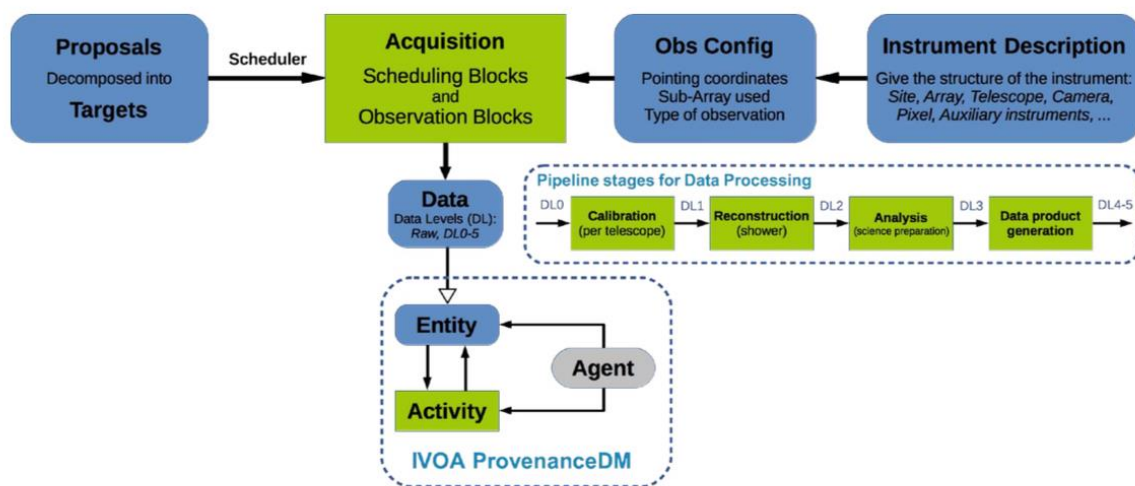 Proposals
Decomposed into
Targets
Scheduler
Acquisition
Scheduling Blocks
and
Observation Blocks
Obs Config
Pointing coordinates
Sub-Array used
Type of observation
Instrument Description
Give the structure of the instrument:
Site, Array, Telescope, Camera,
Pixel, Auxiliary instruments, ...
Data
Data Levels (DL):
Raw, DL0-5
Pipeline stages for Data Processing
DL0
Calibration
(per telescope)
DL1
Reconstruction
(shower)
DL2
Analysis
(science preparation)
DL3
Data product
generation
DL4-5
Entity
Agent
Activity
IVOA ProvenanceDM